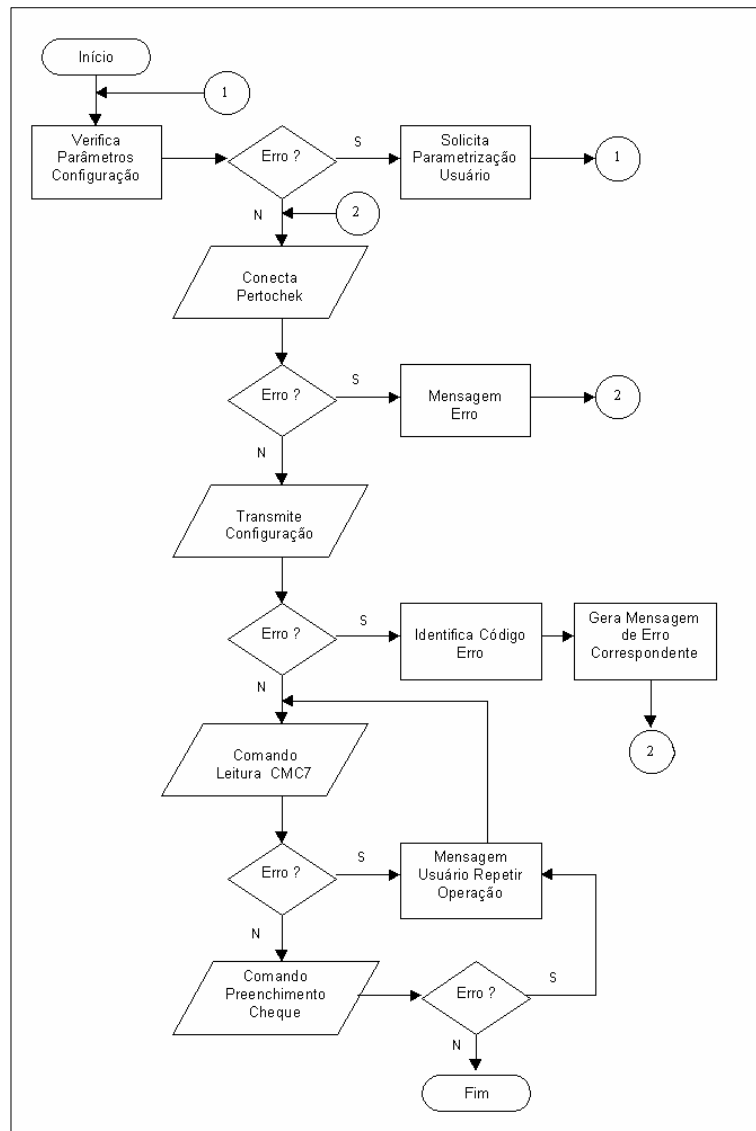 Início
1
Verifica
Parâmetros
Configuração
Erro ?
S
Solicita
Parametrização
Usuário
1
N
2
Conecta
Pertochek
Erro ?
S
Mensagem
Erro
2
N
Transmite
Configuração
Erro ?
S
Identifica Código
Erro
Gera Mensagem
de Erro
Correspondente
N
2
Comando
Leitura CMC7
Erro ?
S
Mensagem
Usuário Repetir
Operação
N
Comando
Preenchimento
Cheque
Erro ?
S
N
Fim